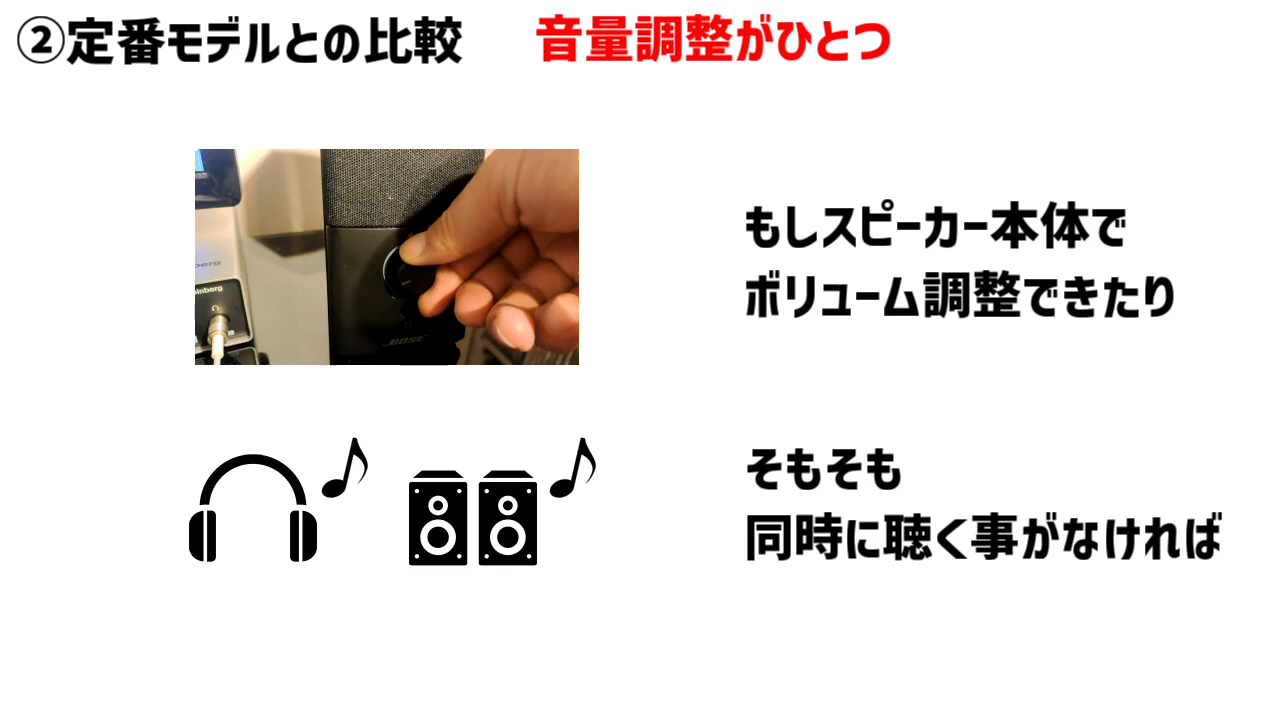 ②定番モデルとの比較
音量調整がひとつ
もしスピーカー本体で
ボリューム調整できたり
inberg
BOSE
そもそも
同時に聴く事がなければ